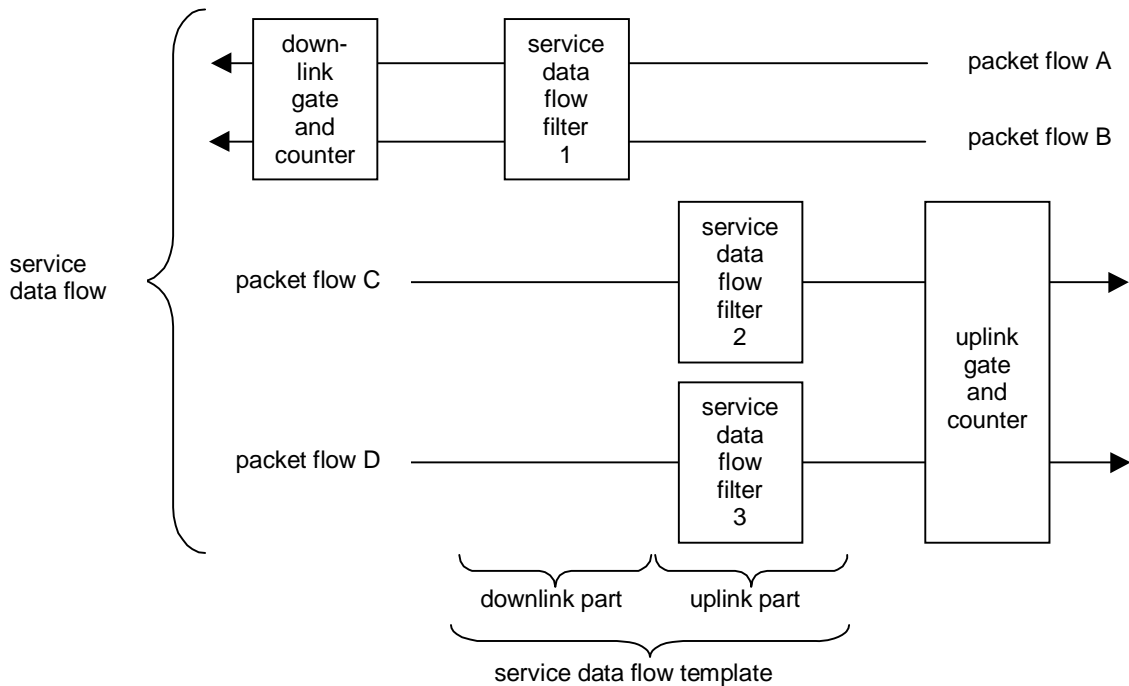 down-
link
gate
and
counter
service
data
flow
filter
1
packet flow A
packet flow B
service
data flow
packet flow C
service
data
flow
filter
2
uplink
gate
and
counter
packet flow D
service
data
flow
filter
3
downlink part
uplink part
service data flow template